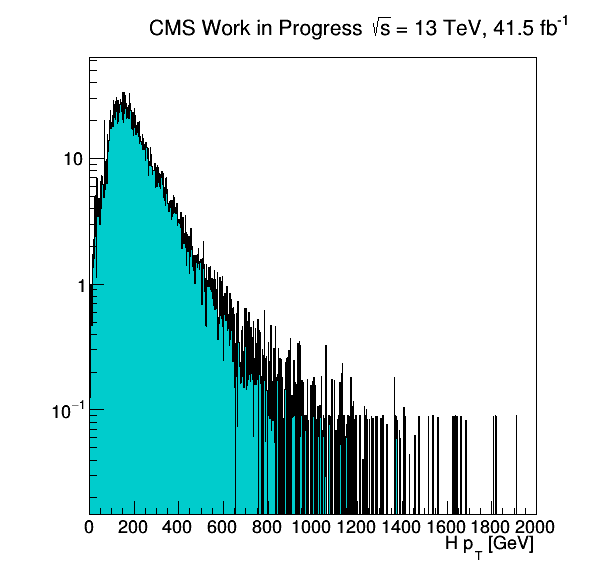 CMS Work in Progress √s = 13 TeV, 41.5 fb⁻¹
10
1
10⁻¹
0 200 400 600 800 1000 1200 1400 1600 1800 2000
H p_T [GeV]